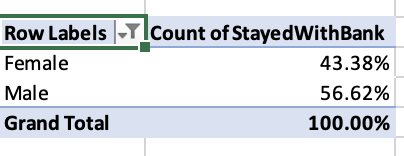 Row Labels Count of StayedWithBank
Female 43.38%
Male 56.62%
Grand Total 100.00%